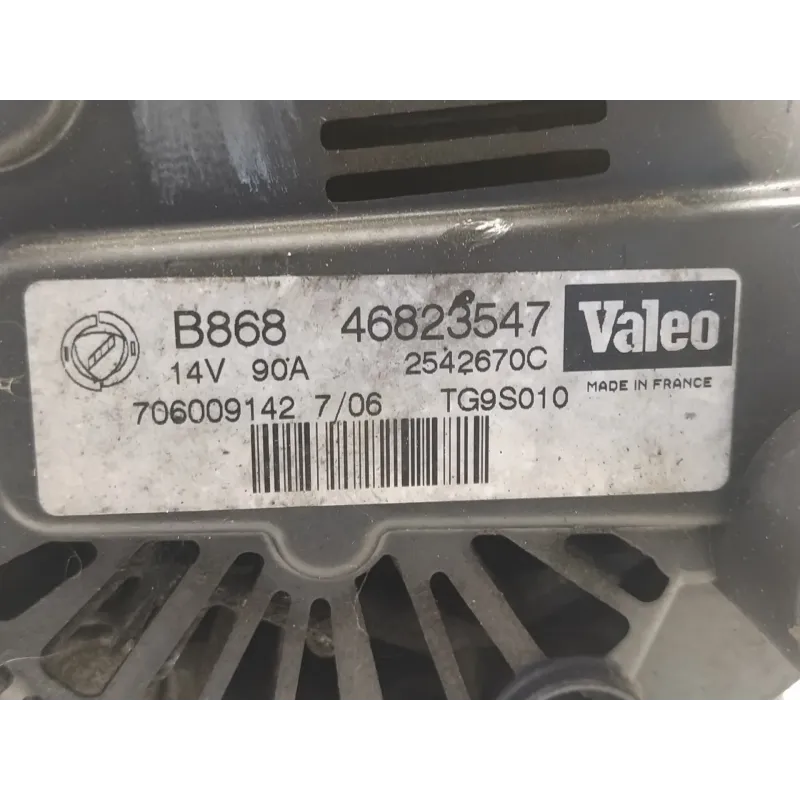 B868 46823547 Valeo
14V 90A 2542670C MADE IN FRANCE
706009142 7/06 TG9S010